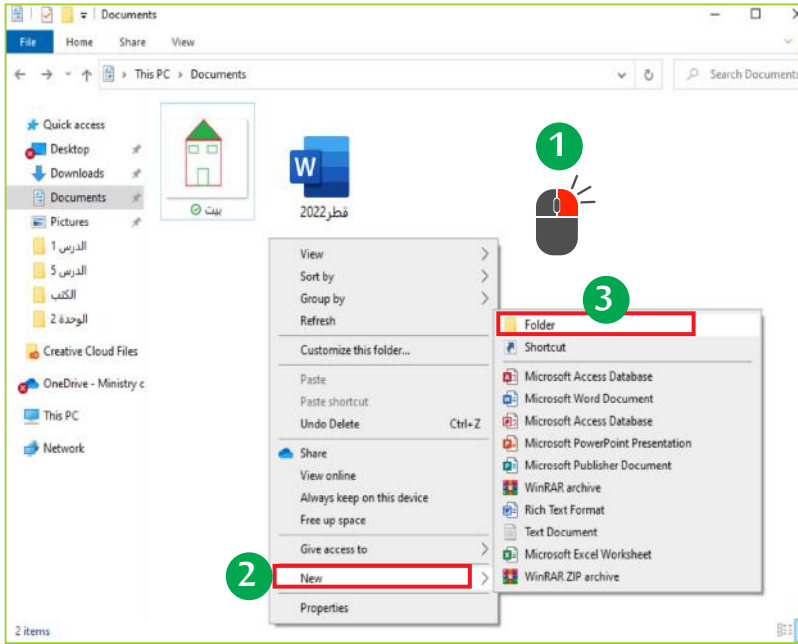 Documents
File Home Share View
This PC > Documents
Search Documents
Quick access
Desktop
Downloads
Documents
Pictures
الدرس 1
الدرس 5
الكتب
الوحدة 2
Creative Cloud Files
OneDrive - Ministry c
This PC
Network
بيت
W
قطر2022
1
View
Sort by
Group by
Refresh
Customize this folder...
Paste
Paste shortcut
Undo Delete Ctrl+Z
Share
View online
Always keep on this device
Free up space
Give access to
2
New
Properties
3
Folder
Shortcut
Microsoft Access Database
Microsoft Word Document
Microsoft Access Database
Microsoft PowerPoint Presentation
Microsoft Publisher Document
WinRAR archive
Rich Text Format
Text Document
Microsoft Excel Worksheet
WinRAR ZIP archive
2 items